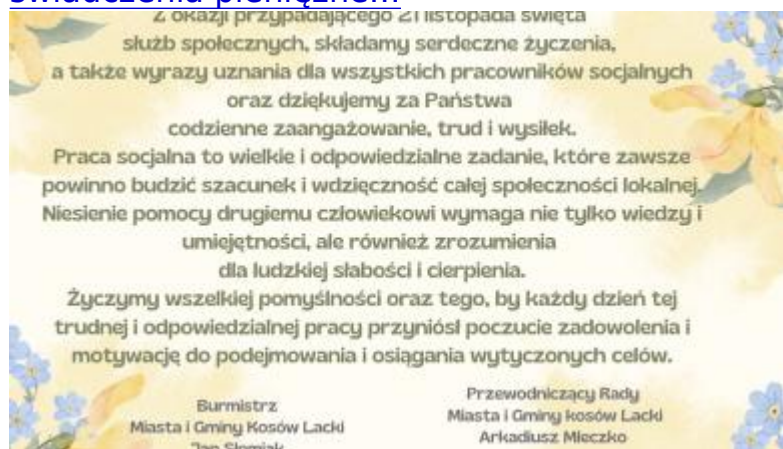 świadczenia pieniężnem
Z okazji przypadającego 21 listopada święta
służb społecznych, składamy serdeczne życzenia,
a także wyrazy uznania dla wszystkich pracowników socjalnych
oraz dziękujemy za Państwa
codzienne zaangażowanie, trud i wysiłek.
Praca socjalna to wielkie i odpowiedzialne zadanie, które zawsze
powinno budzić szacunek i wdzięczność całej społeczności lokalnej.
Niesienie pomocy drugiemu człowiekowi wymaga nie tylko wiedzy i
umiejętności, ale również zrozumienia
dla ludzkiej słabości i cierpienia.
Życzymy wszelkiej pomyślności oraz tego, by każdy dzień tej
trudnej i odpowiedzialnej pracy przyniósł poczucie zadowolenia i
motywację do podejmowania i osiągania wytyczonych celów.
Burmistrz
Miasta i Gminy Kosów Lacki
Jan Słomiak
Przewodniczący Rady
Miasta i Gminy kosów Lacki
Arkadiusz Mieczko